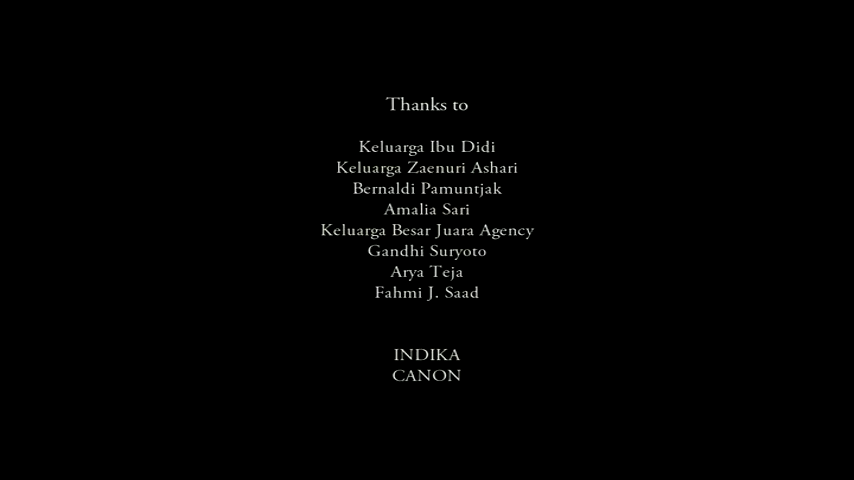 Thanks to
Keluarga Ibu Didi
Keluarga Zaenuri Ashari
Bernaldi Pamuntjak
Amalia Sari
Keluarga Besar Juara Agency
Gandhi Suryoto
Arya Teja
Fahmi J. Saad
INDIKA
CANON